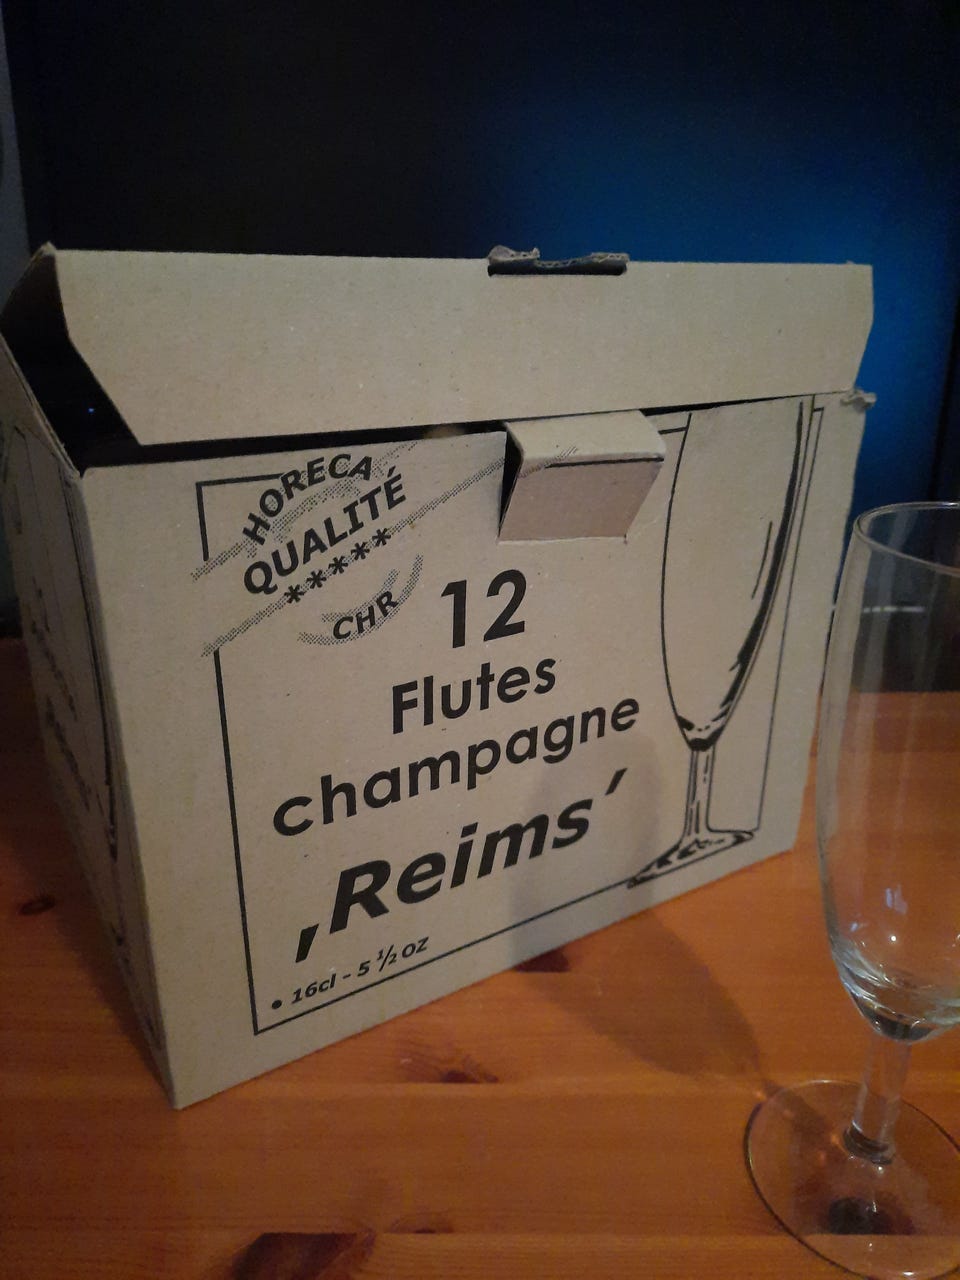 HORECA
QUALITÉ
*****
CHR
12
Flutes
champagne
‚Reims´
• 16cl - 5 ½ OZ